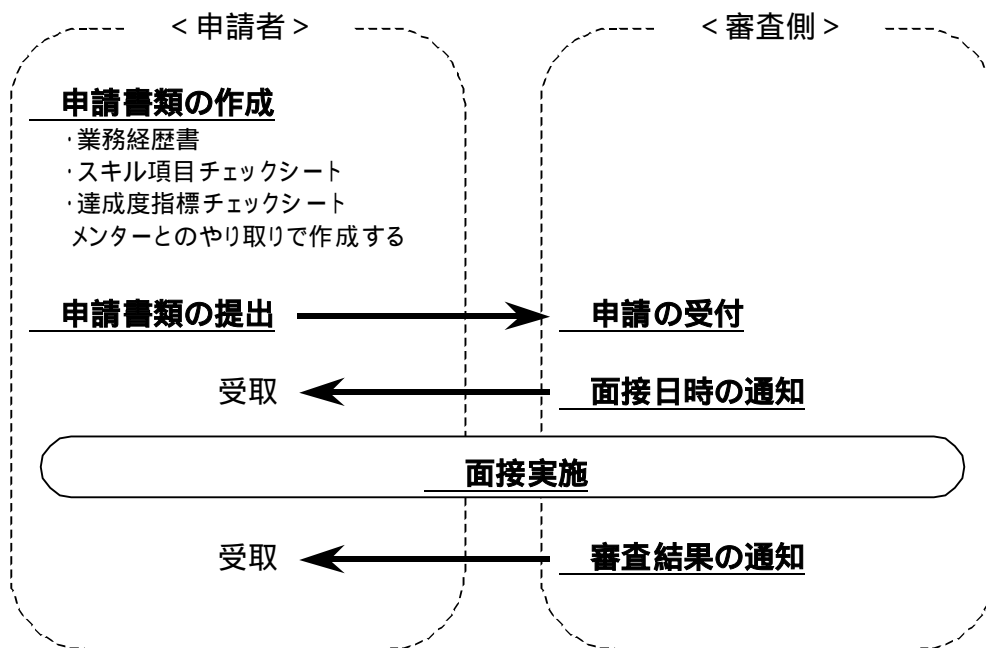 <申請者>
<審査側>
申請書類の作成
・業務経歴書
・スキル項目チェックシート
・達成度指標チェックシート
メンターとのやり取りで作成する
申請書類の提出
申請の受付
受取
面接日時の通知
面接実施
受取
審査結果の通知